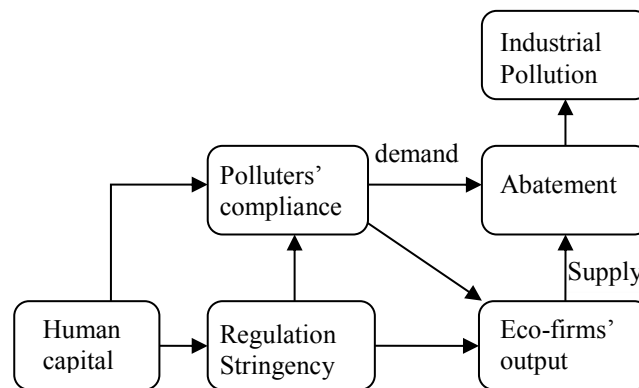 Industrial
Pollution
demand
Polluters'
compliance
Abatement
Supply
Human
capital
Regulation
Stringency
Eco-firms'
output